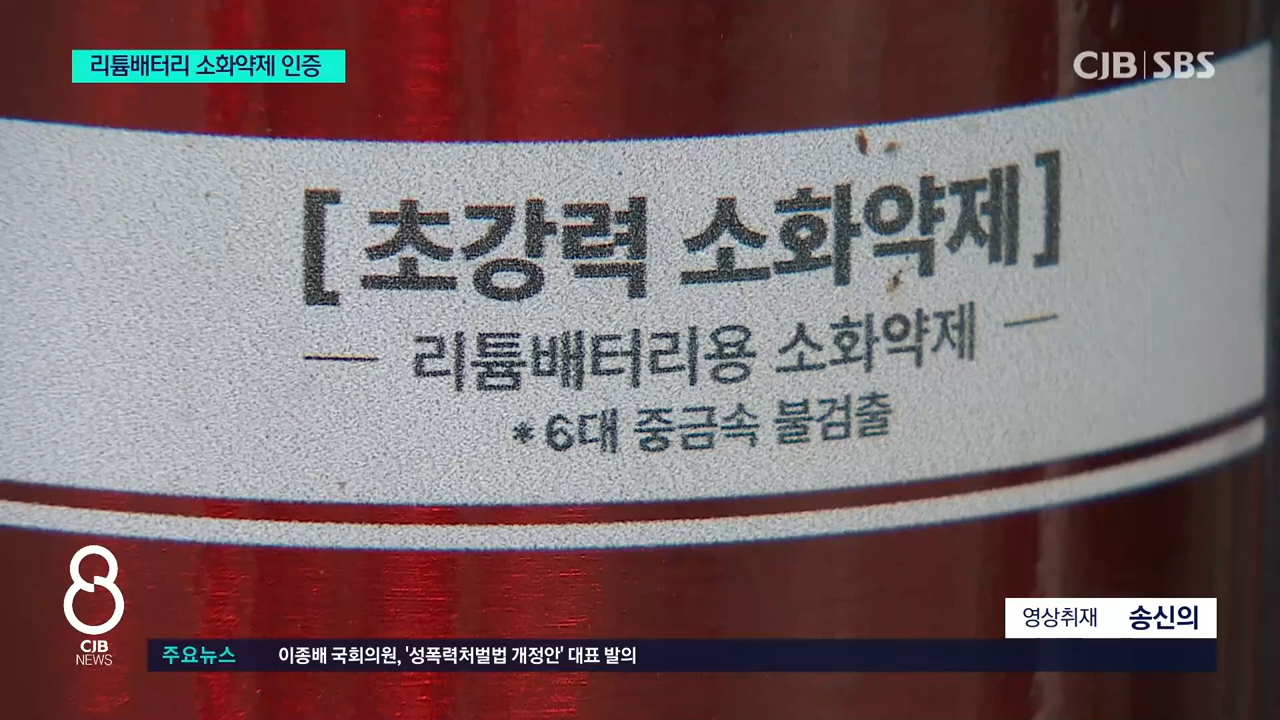 리튬배터리 소화약제 인증
CJB SBS
[초강력 소화약제]
리튬배터리용 소화약제
*6대 중금속 불검출
8
CJB
NEWS
영상취재 송신의
주요뉴스 이종배 국회의원, '성폭력처벌법 개정안' 대표 발의